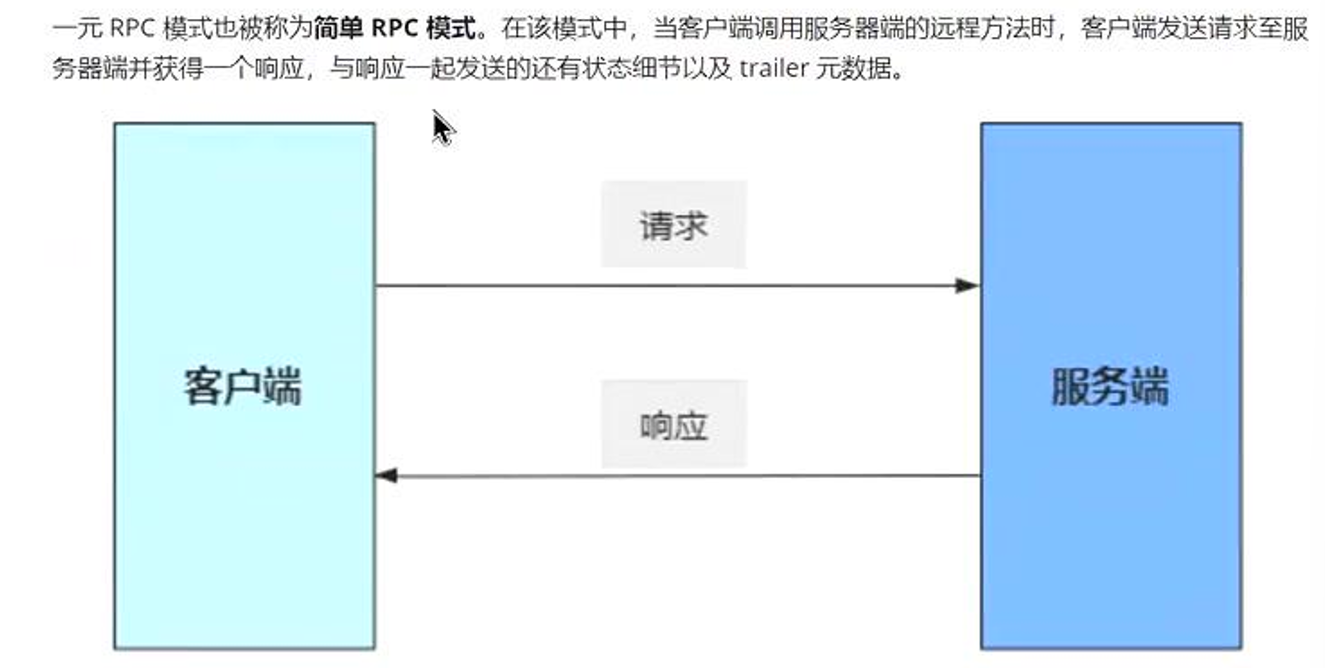 一元 RPC 模式也被称为简单 RPC 模式。在该模式中，当客户端调用服务器端的远程方法时，客户端发送请求至服
务器端并获得一个响应，与响应一起发送的还有状态细节以及 trailer 元数据。
请求
客户端
服务端
响应